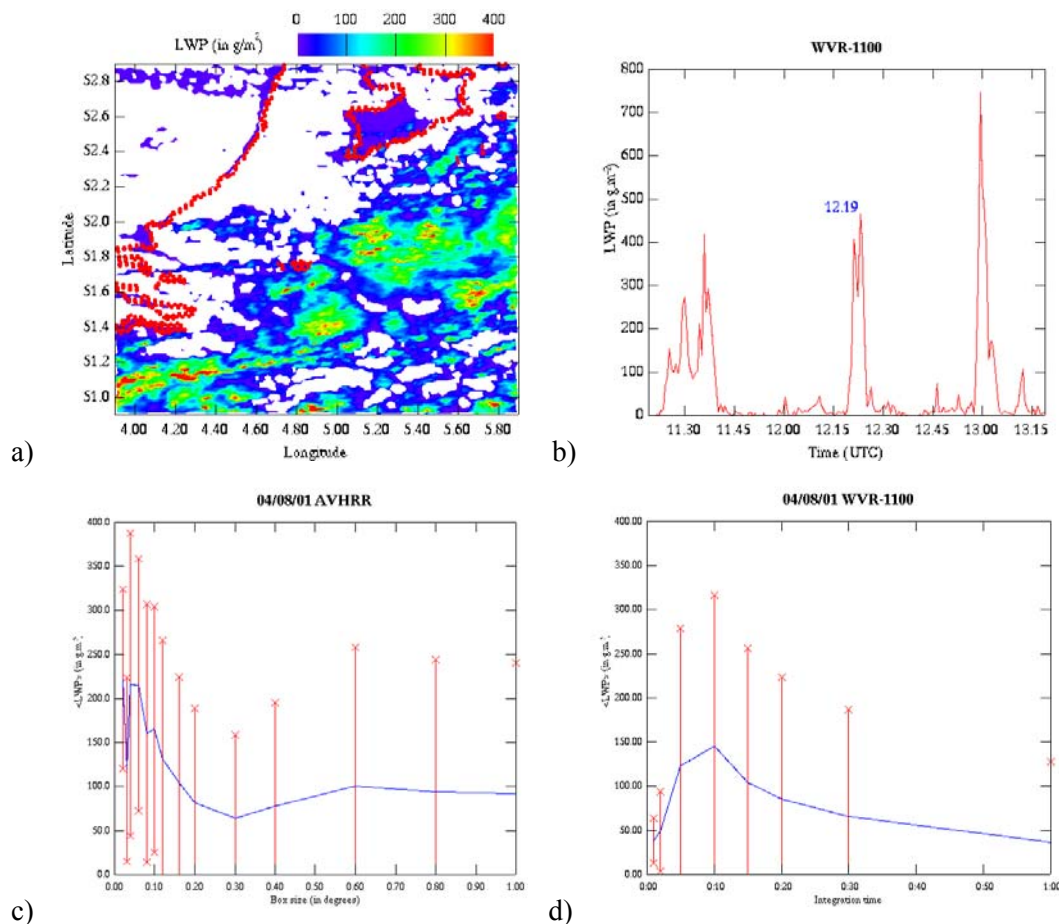 0 100 200 300 400
LWP (in g/m²)
52.8
52.6
52.4
52.2
52.0
51.8
51.6
51.4
51.2
51.0
Latitude
4.00 4.20 4.40 4.60 4.80 5.00 5.20 5.40 5.60 5.80
Longitude
a)
WVR-1100
800
700
600
500
400
300
200
100
0
LWP (in g.m⁻²)
12.19
11.30 11.45 12.00 12.15 12.30 12.45 13.00 13.15
Time (UTC)
b)
04/08/01 AVHRR
400.0
350.0
300.0
250.0
200.0
150.0
100.0
50.0
0.0
<LWP> (in g.m²)
0.00 0.10 0.20 0.30 0.40 0.50 0.60 0.70 0.80 0.90 1.00
Box size (in degrees)
c)
04/08/01 WVR-1100
400.00
350.00
300.00
250.00
200.00
150.00
100.00
50.00
0.00
<LWP> (in g.m²)
0:00 0:10 0:20 0:30 0:40 0:50 1:00
Integration time
d)